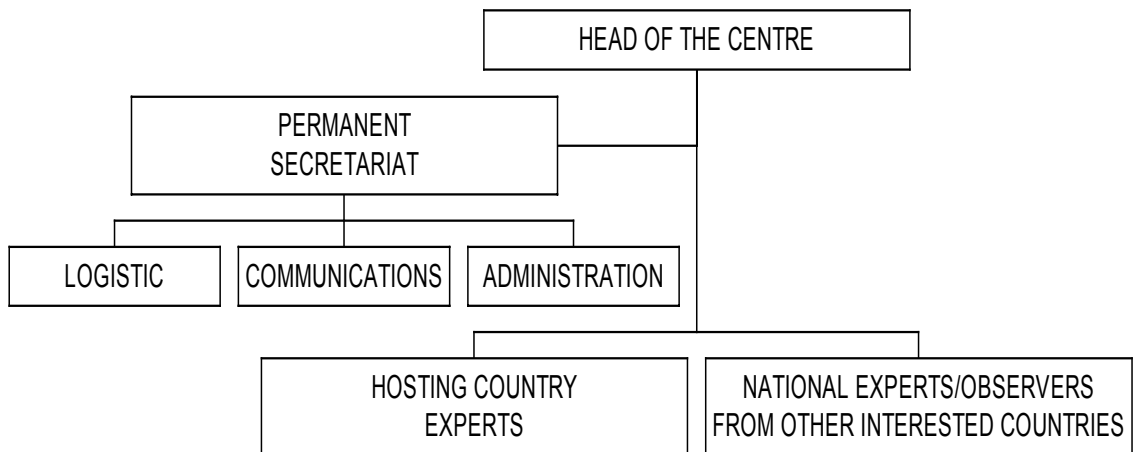 HEAD OF THE CENTRE
PERMANENT
SECRETARIAT
LOGISTIC
COMMUNICATIONS
ADMINISTRATION
HOSTING COUNTRY
EXPERTS
NATIONAL EXPERTS/OBSERVERS
FROM OTHER INTERESTED COUNTRIES